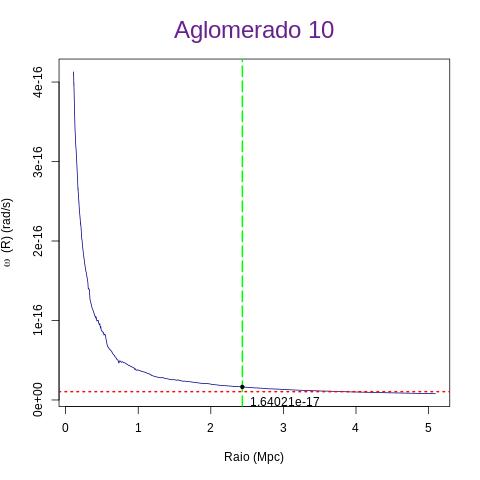 Aglomerado 10
ω (R) (rad/s)
4e-16
3e-16
2e-16
1e-16
0e+00
1.64021e-17
0 1 2 3 4 5
Raio (Mpc)